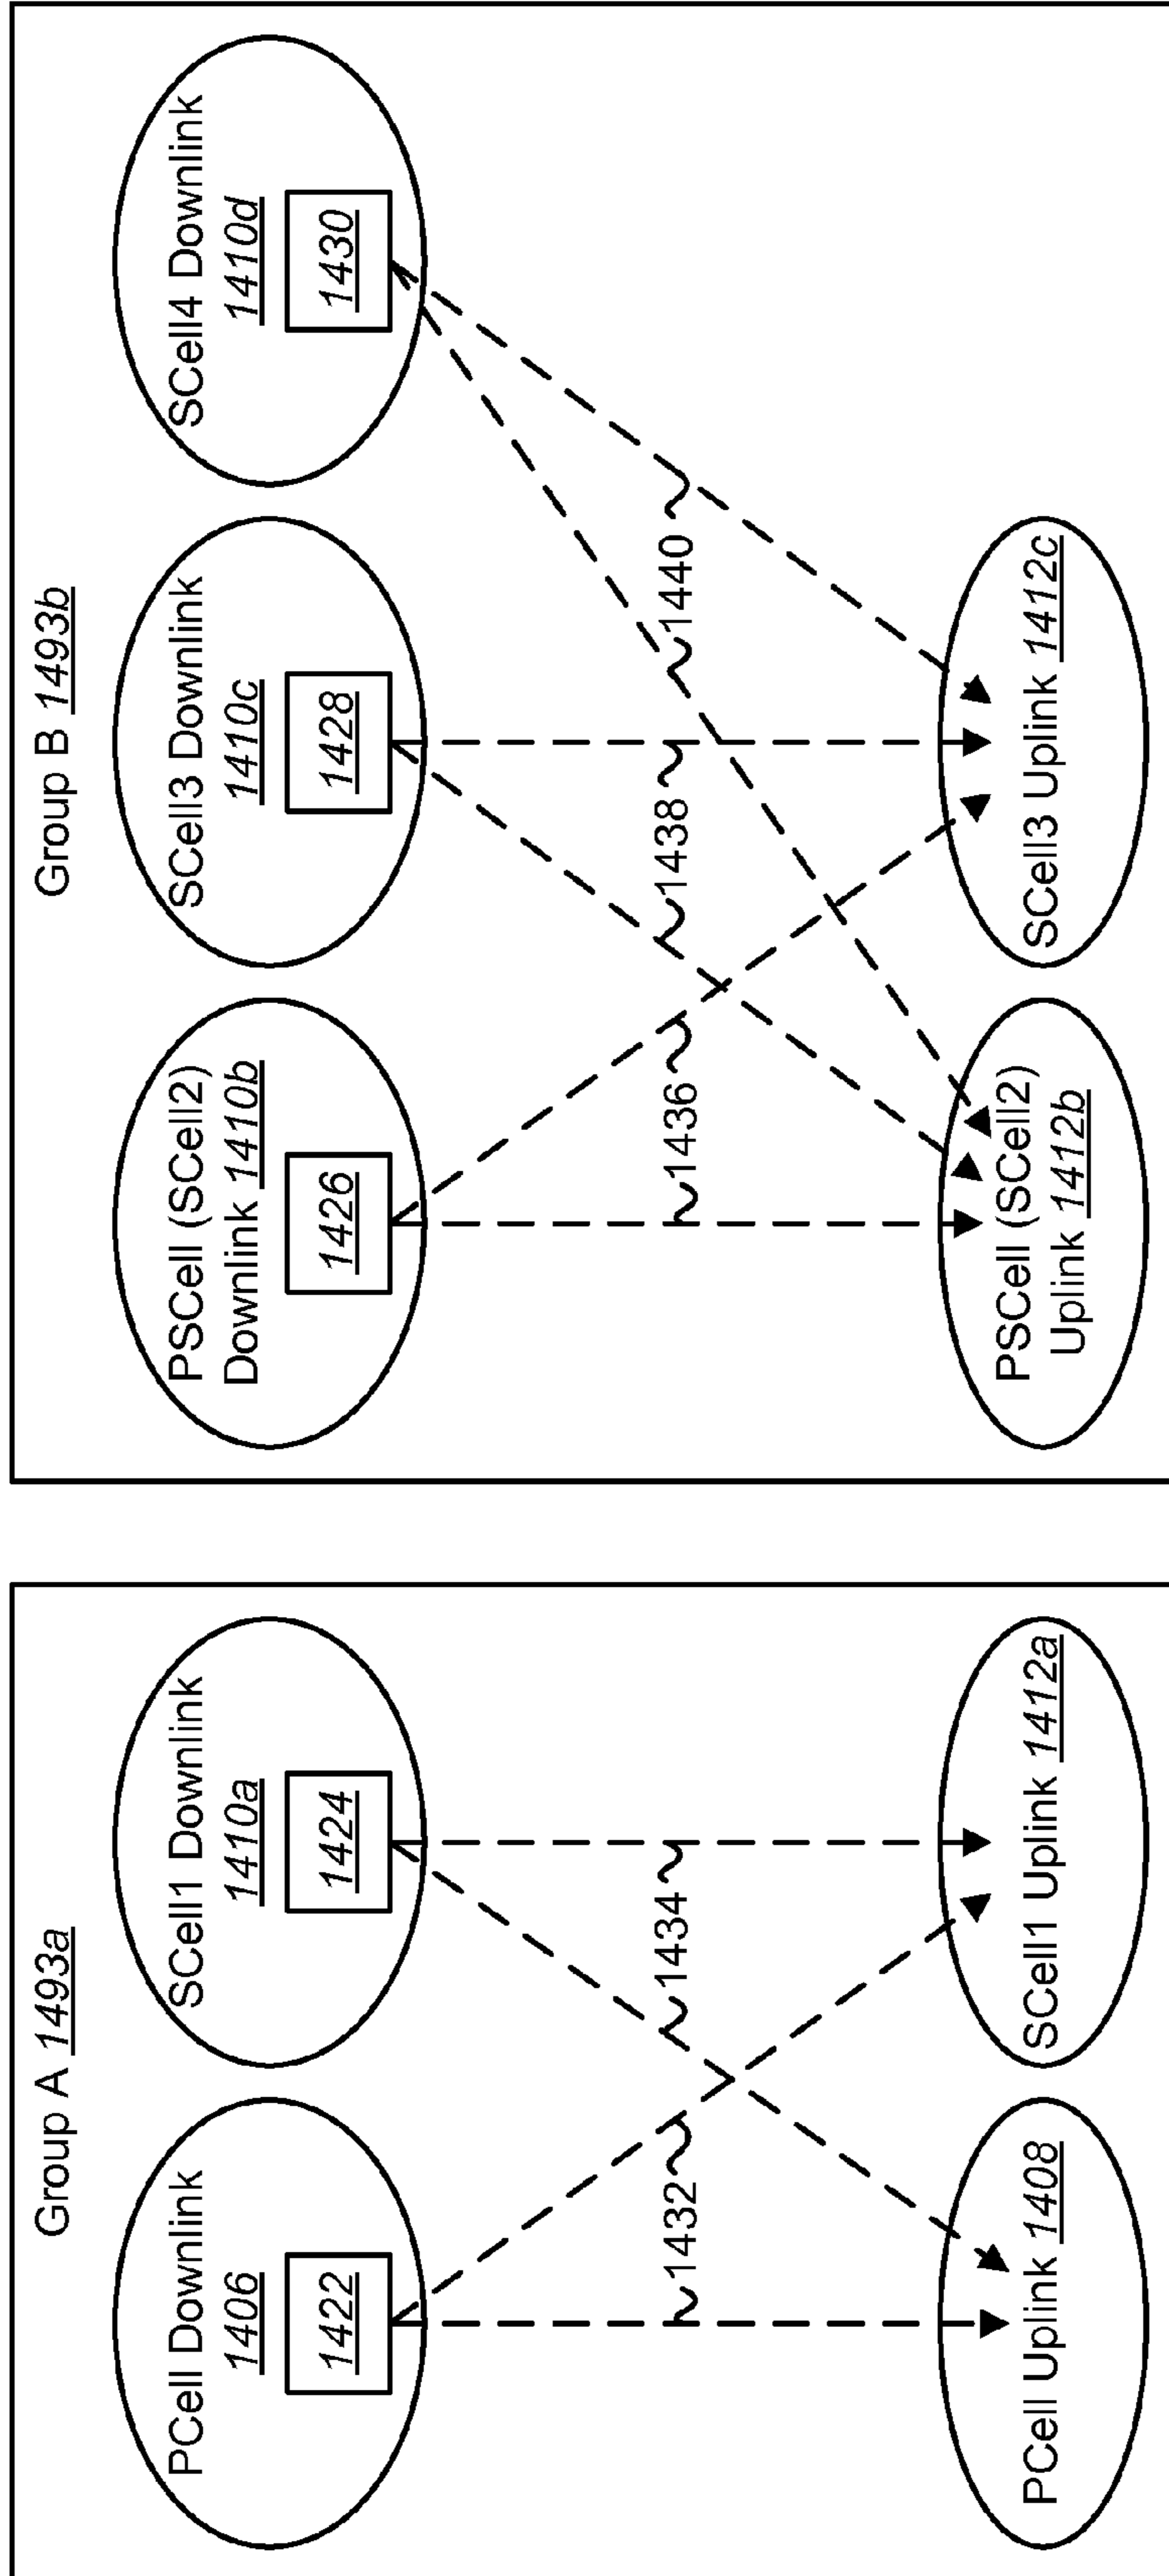 Group A 1493a
PCell Downlink
1406
1422
SCell1 Downlink
1410a
1424
1432
1434
PCell Uplink 1408
SCell1 Uplink 1412a
Group B 1493b
PSCell (SCell2)
Downlink 1410b
1426
SCell3 Downlink
1410c
1428
SCell4 Downlink
1410d
1430
1436
1438
1440
PSCell (SCell2)
Uplink 1412b
SCell3 Uplink 1412c